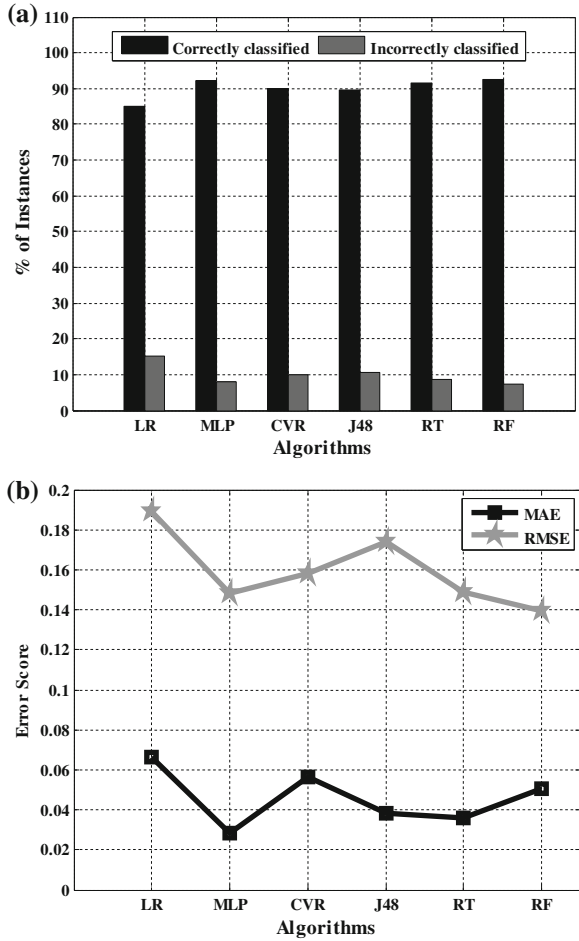 (a)
110
100
90
80
70
60
50
40
30
20
10
0
% of Instances
Correctly classified Incorrectly classified
LR MLP CVR J48 RT RF
Algorithms
(b)
0.2
0.18
0.16
0.14
0.12
0.1
0.08
0.06
0.04
0.02
0
Error Score
MAE
RMSE
LR MLP CVR J48 RT RF
Algorithms